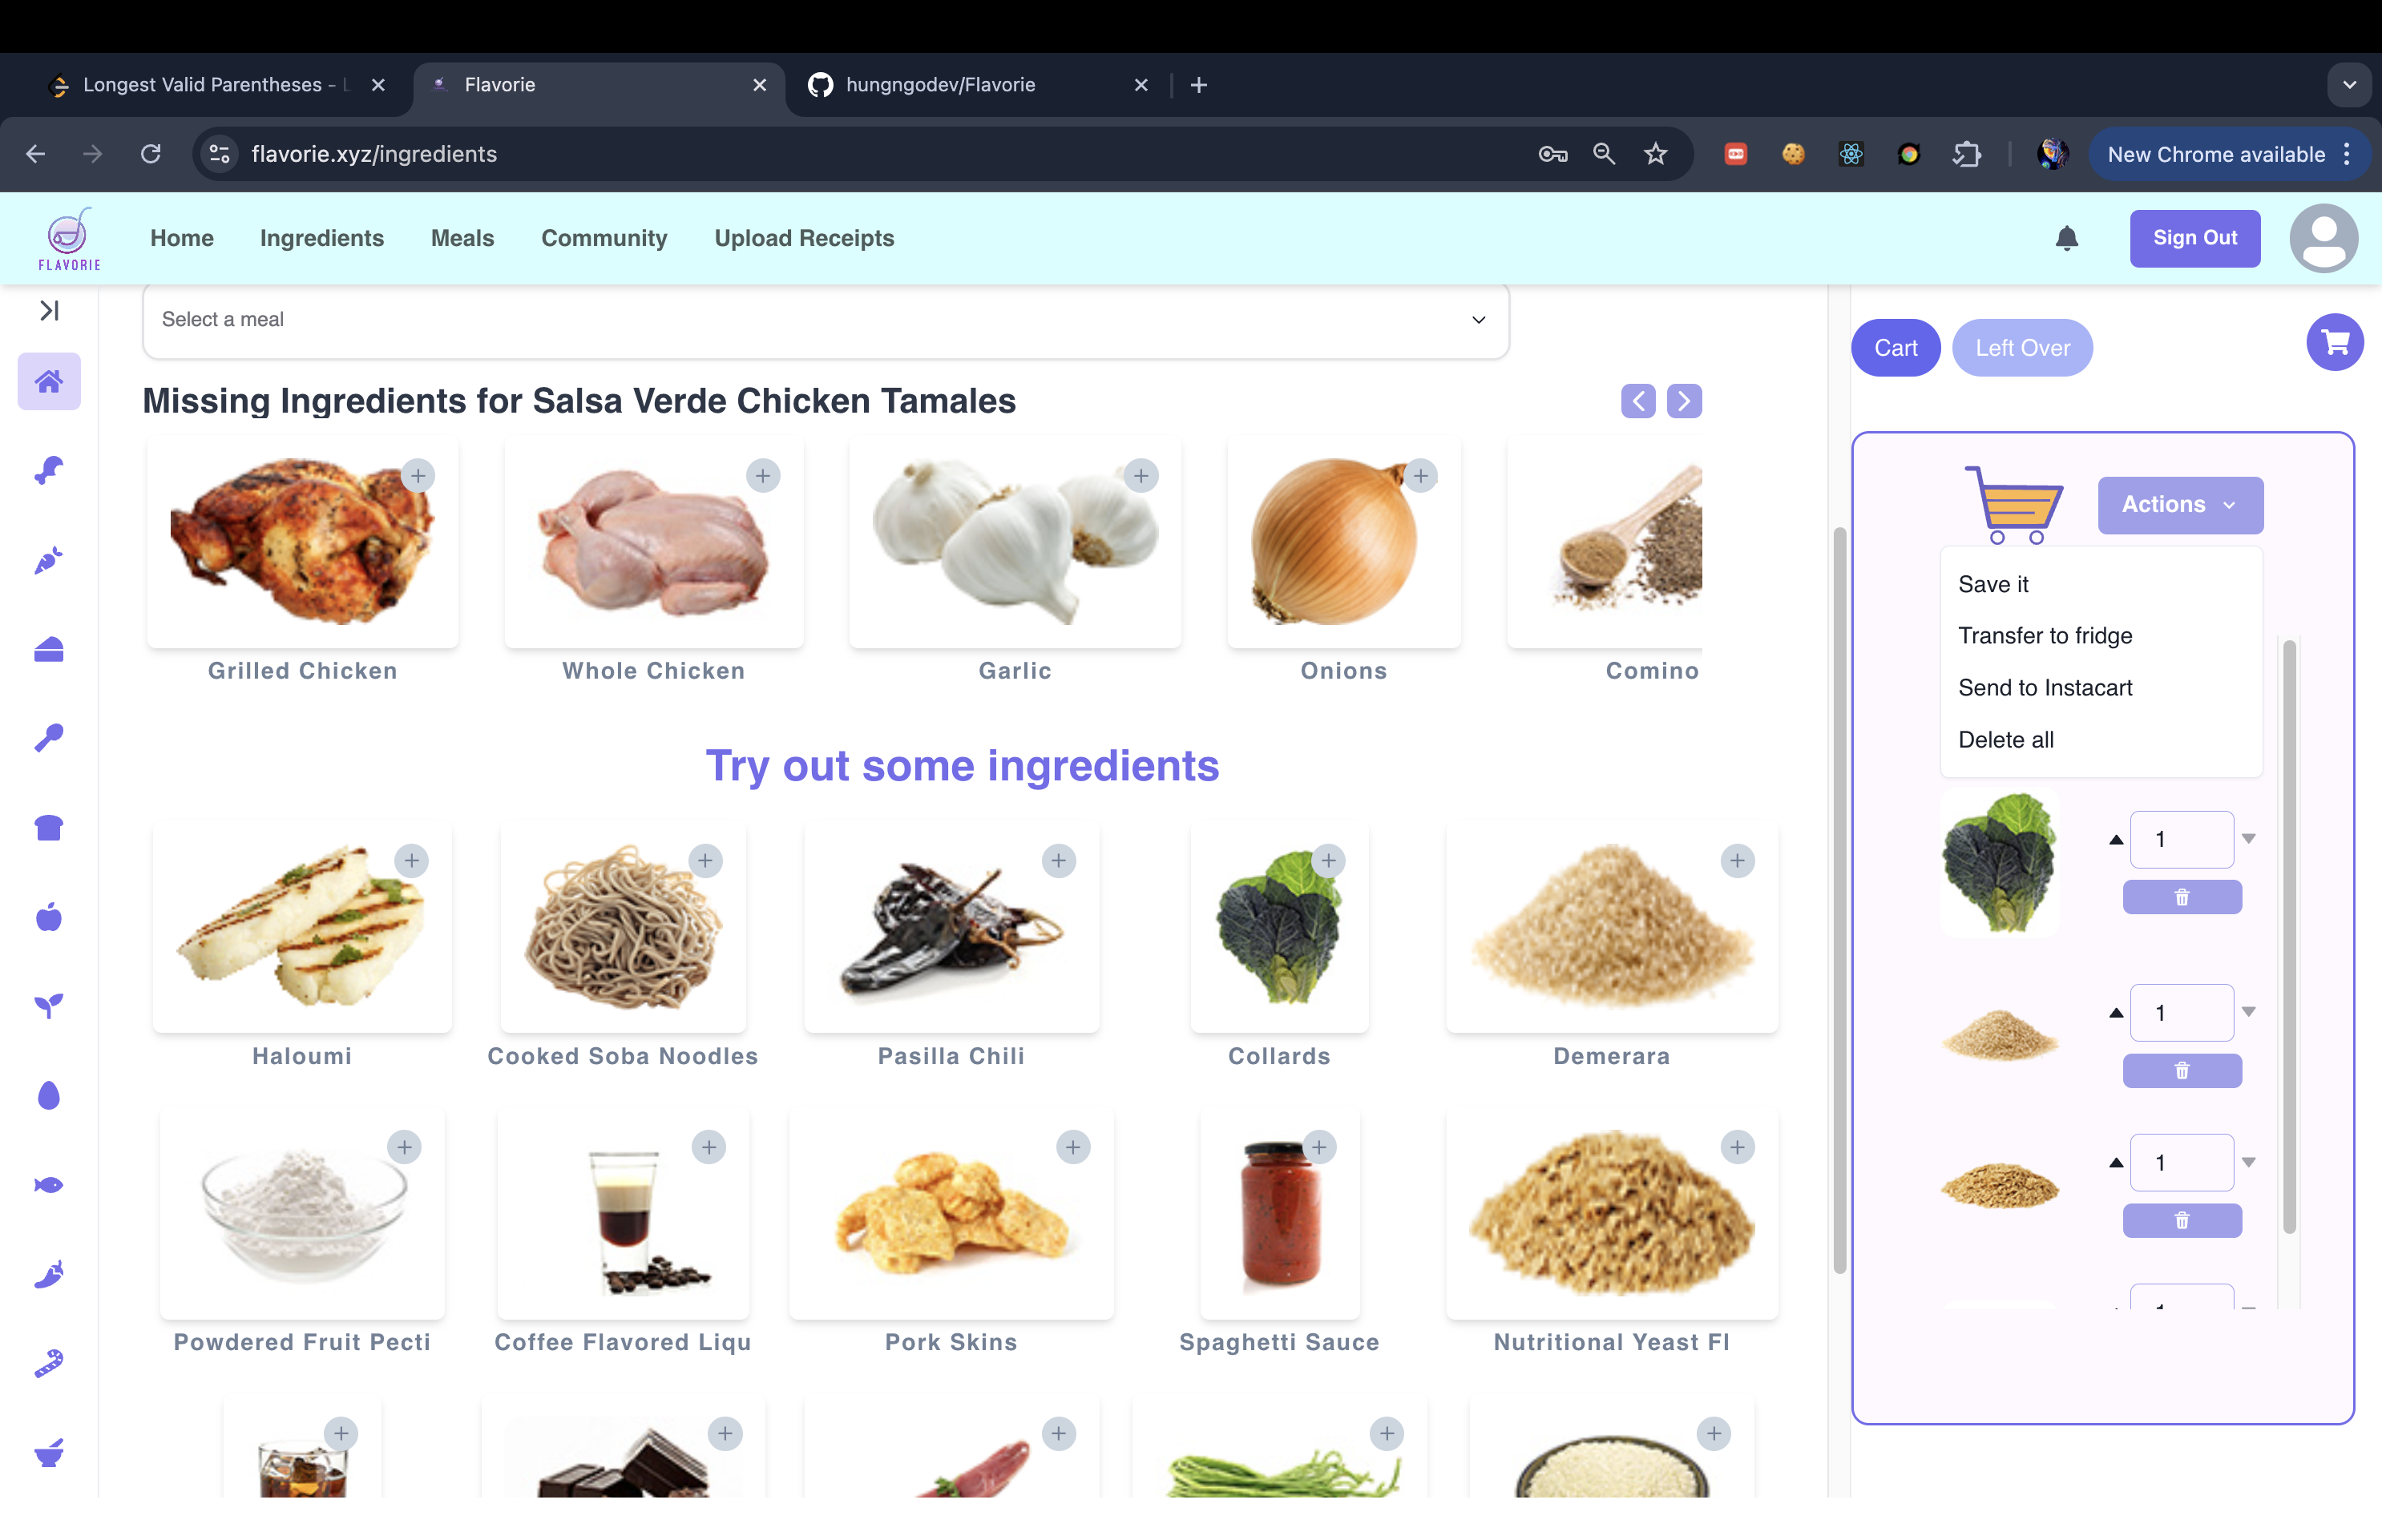 Longest Valid Parentheses - L
Flavorie
hungngodev/Flavorie
flavorie.xyz/ingredients
New Chrome available
FLAVORIE
Home
Ingredients
Meals
Community
Upload Receipts
Sign Out
Select a meal
Cart
Left Over
Missing Ingredients for Salsa Verde Chicken Tamales
Grilled Chicken
Whole Chicken
Garlic
Onions
Comino
Actions
Save it
Transfer to fridge
Send to Instacart
Delete all
Try out some ingredients
Haloumi
Cooked Soba Noodles
Pasilla Chili
Collards
Demerara
1
1
1
Powdered Fruit Pecti
Coffee Flavored Liqu
Pork Skins
Spaghetti Sauce
Nutritional Yeast Fl